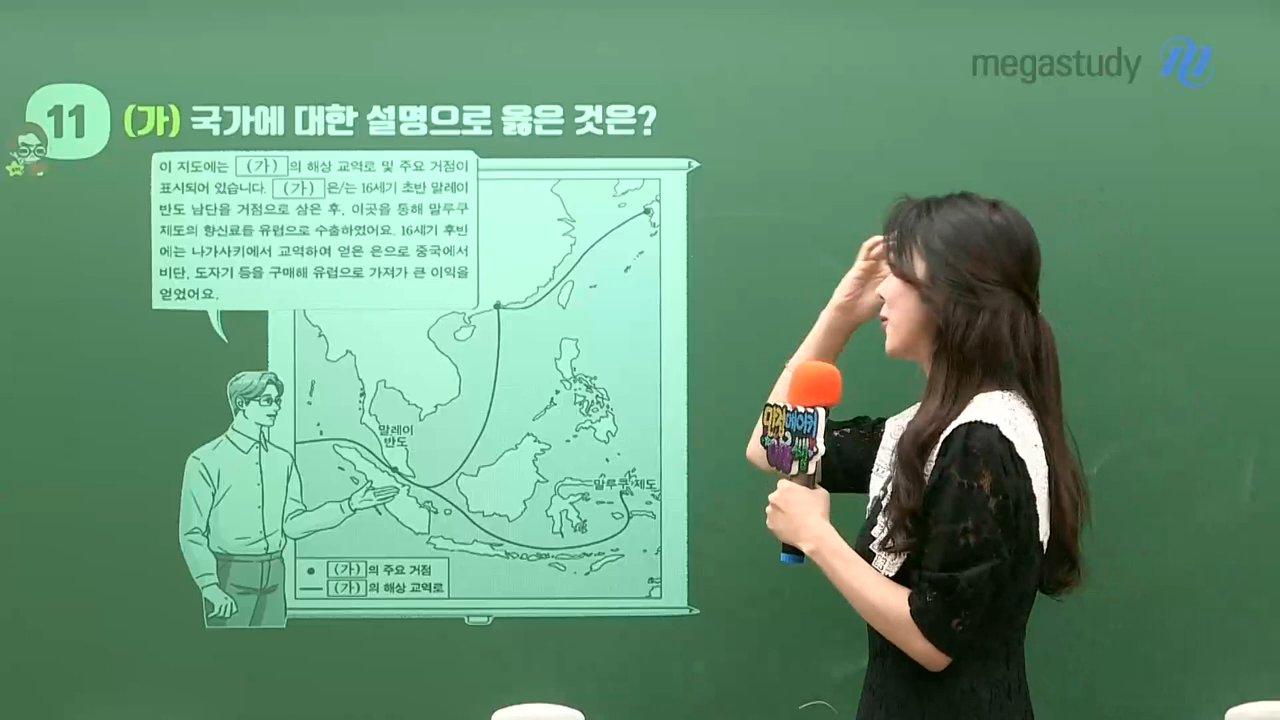 megastudy
11 (가) 국가에 대한 설명으로 옳은 것은?
이 지도에는 (가) 의 해상 교역로 및 주요 거점이
표시되어 있습니다. (가) 은/는 16세기 초반 말레이
반도 남단을 거점으로 삼은 후, 이곳을 통해 말루쿠
제도의 향신료를 유럽으로 수출하였어요. 16세기 후반
에는 나가사키에서 교역하여 얻은 은으로 중국에서
비단, 도자기 등을 구매해 유럽으로 가져가 큰 이익을
얻었어요.
말레이
반도
말루쿠 제도
(가) 의 주요 거점
(가) 의 해상 교역로